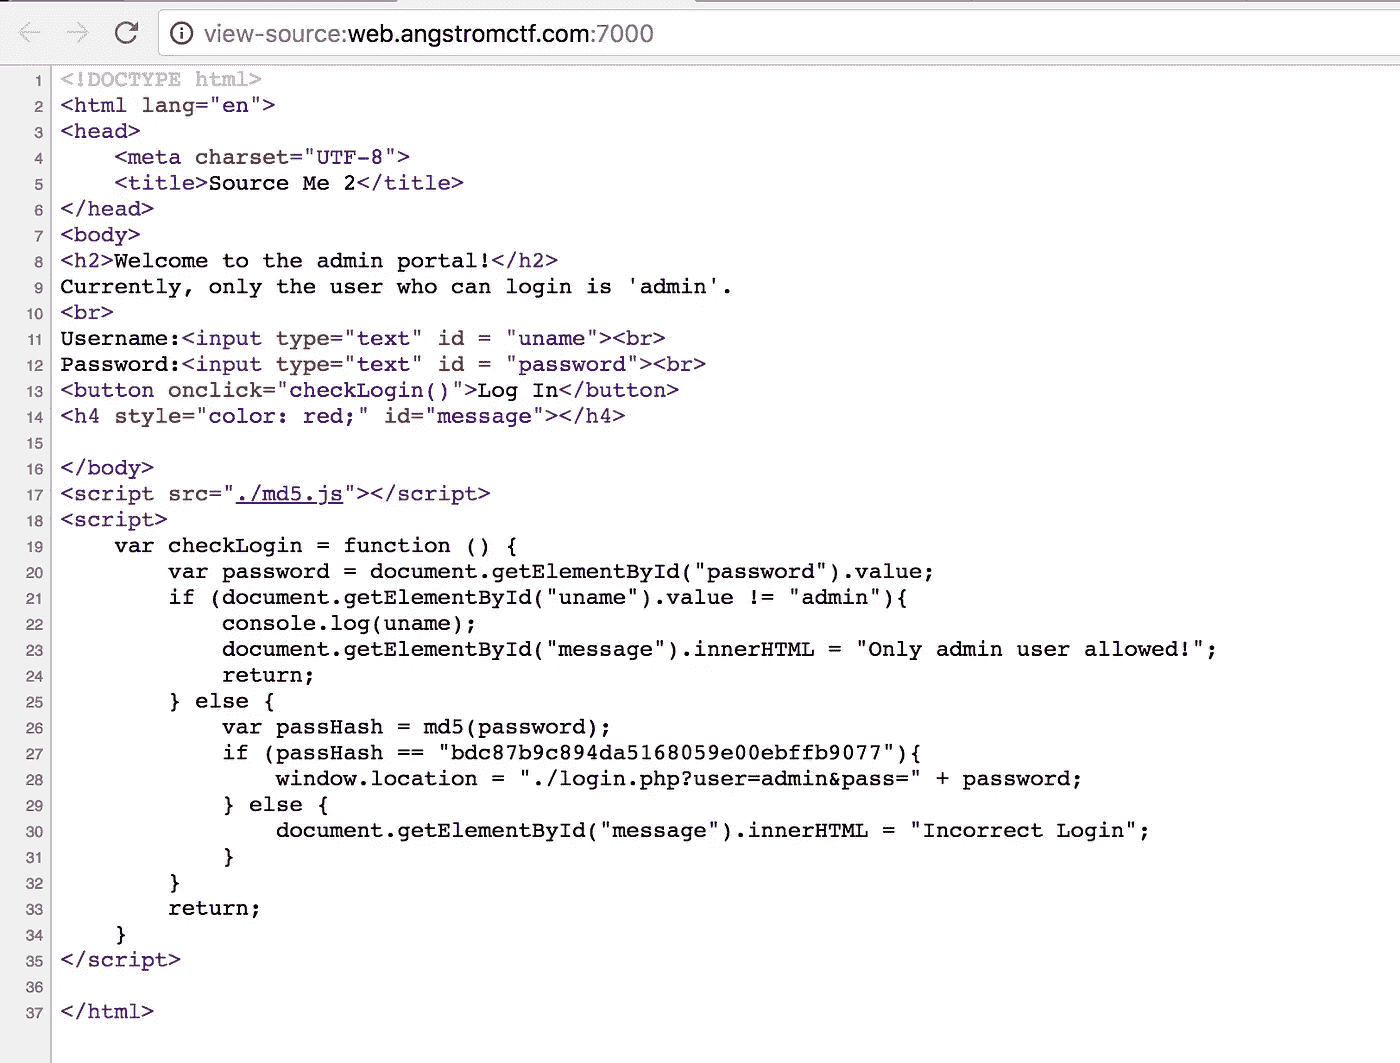 view-source:web.angstromctf.com:7000
1 <!DOCTYPE html>
2 <html lang="en">
3 <head>
4     <meta charset="UTF-8">
5     <title>Source Me 2</title>
6 </head>
7 <body>
8 <h2>Welcome to the admin portal!</h2>
9 Currently, only the user who can login is 'admin'.
10 <br>
11 Username:<input type="text" id = "uname"><br>
12 Password:<input type="text" id = "password"><br>
13 <button onclick="checkLogin()">Log In</button>
14 <h4 style="color: red;" id="message"></h4>
15
16 </body>
17 <script src="./md5.js"></script>
18 <script>
19     var checkLogin = function () {
20         var password = document.getElementById("password").value;
21         if (document.getElementById("uname").value != "admin"){
22             console.log(uname);
23             document.getElementById("message").innerHTML = "Only admin user allowed!";
24             return;
25         } else {
26             var passHash = md5(password);
27             if (passHash == "bdc87b9c894da5168059e00ebffb9077"){
28                 window.location = "./login.php?user=admin&pass=" + password;
29             } else {
30                 document.getElementById("message").innerHTML = "Incorrect Login";
31             }
32         }
33         return;
34     }
35 </script>
36
37 </html>